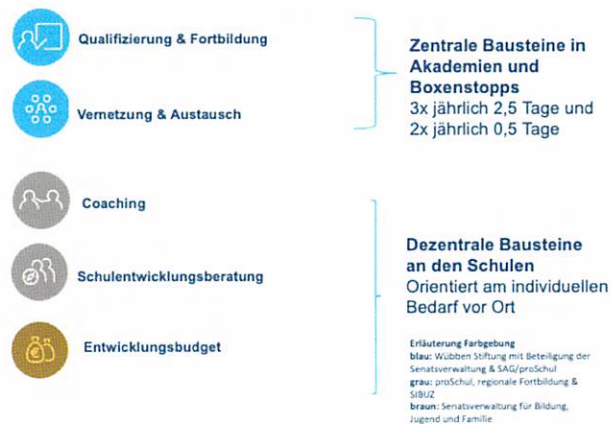 Qualifizierung & Fortbildung
Vernetzung & Austausch
Zentrale Bausteine in
Akademien und
Boxenstopps
3x jährlich 2,5 Tage und
2x jährlich 0,5 Tage
Coaching
Schulentwicklungsberatung
Entwicklungsbudget
Dezentrale Bausteine
an den Schulen
Orientiert am individuellen
Bedarf vor Ort
Erläuterung Farbgebung
blau: Wübben Stiftung mit Beteiligung der
Senatsverwaltung & SAG/proSchul
grau: proSchul, regionale Fortbildung &
SIBUZ
braun: Senatsverwaltung für Bildung,
Jugend und Familie